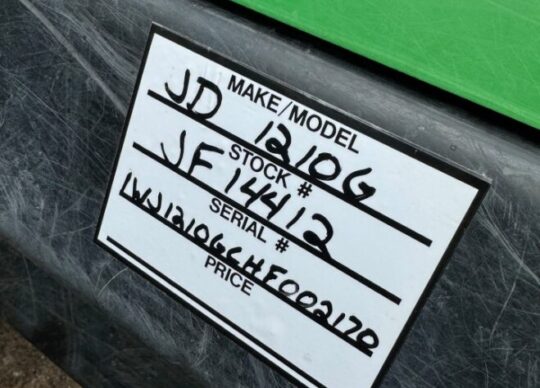 MAKE/MODEL
JD 1210G
STOCK #
JF14412
SERIAL #
1WJ1210GCHF002170
PRICE